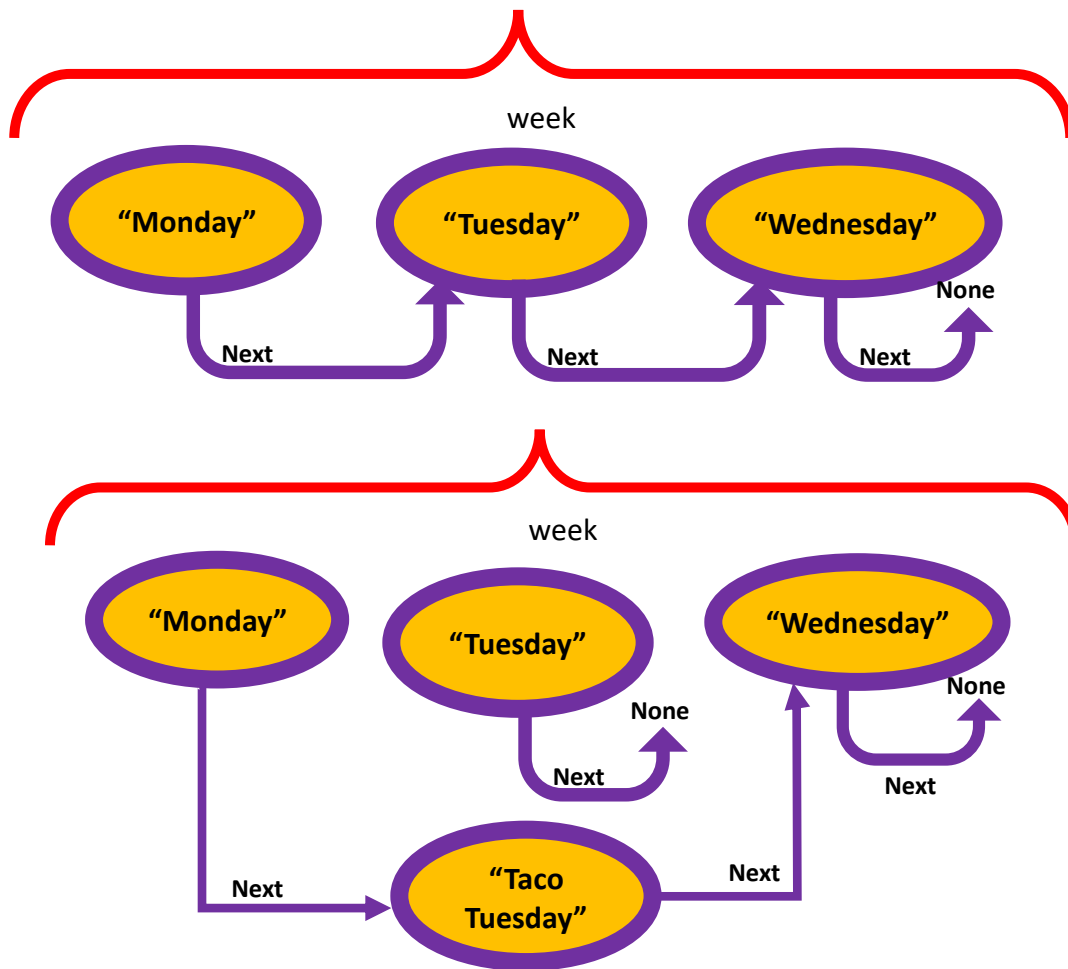 week
“Monday”
“Tuesday”
“Wednesday”
None
Next
Next
Next
week
“Monday”
“Tuesday”
“Wednesday”
None
None
Next
Next
Next
Next
“Taco
Tuesday”